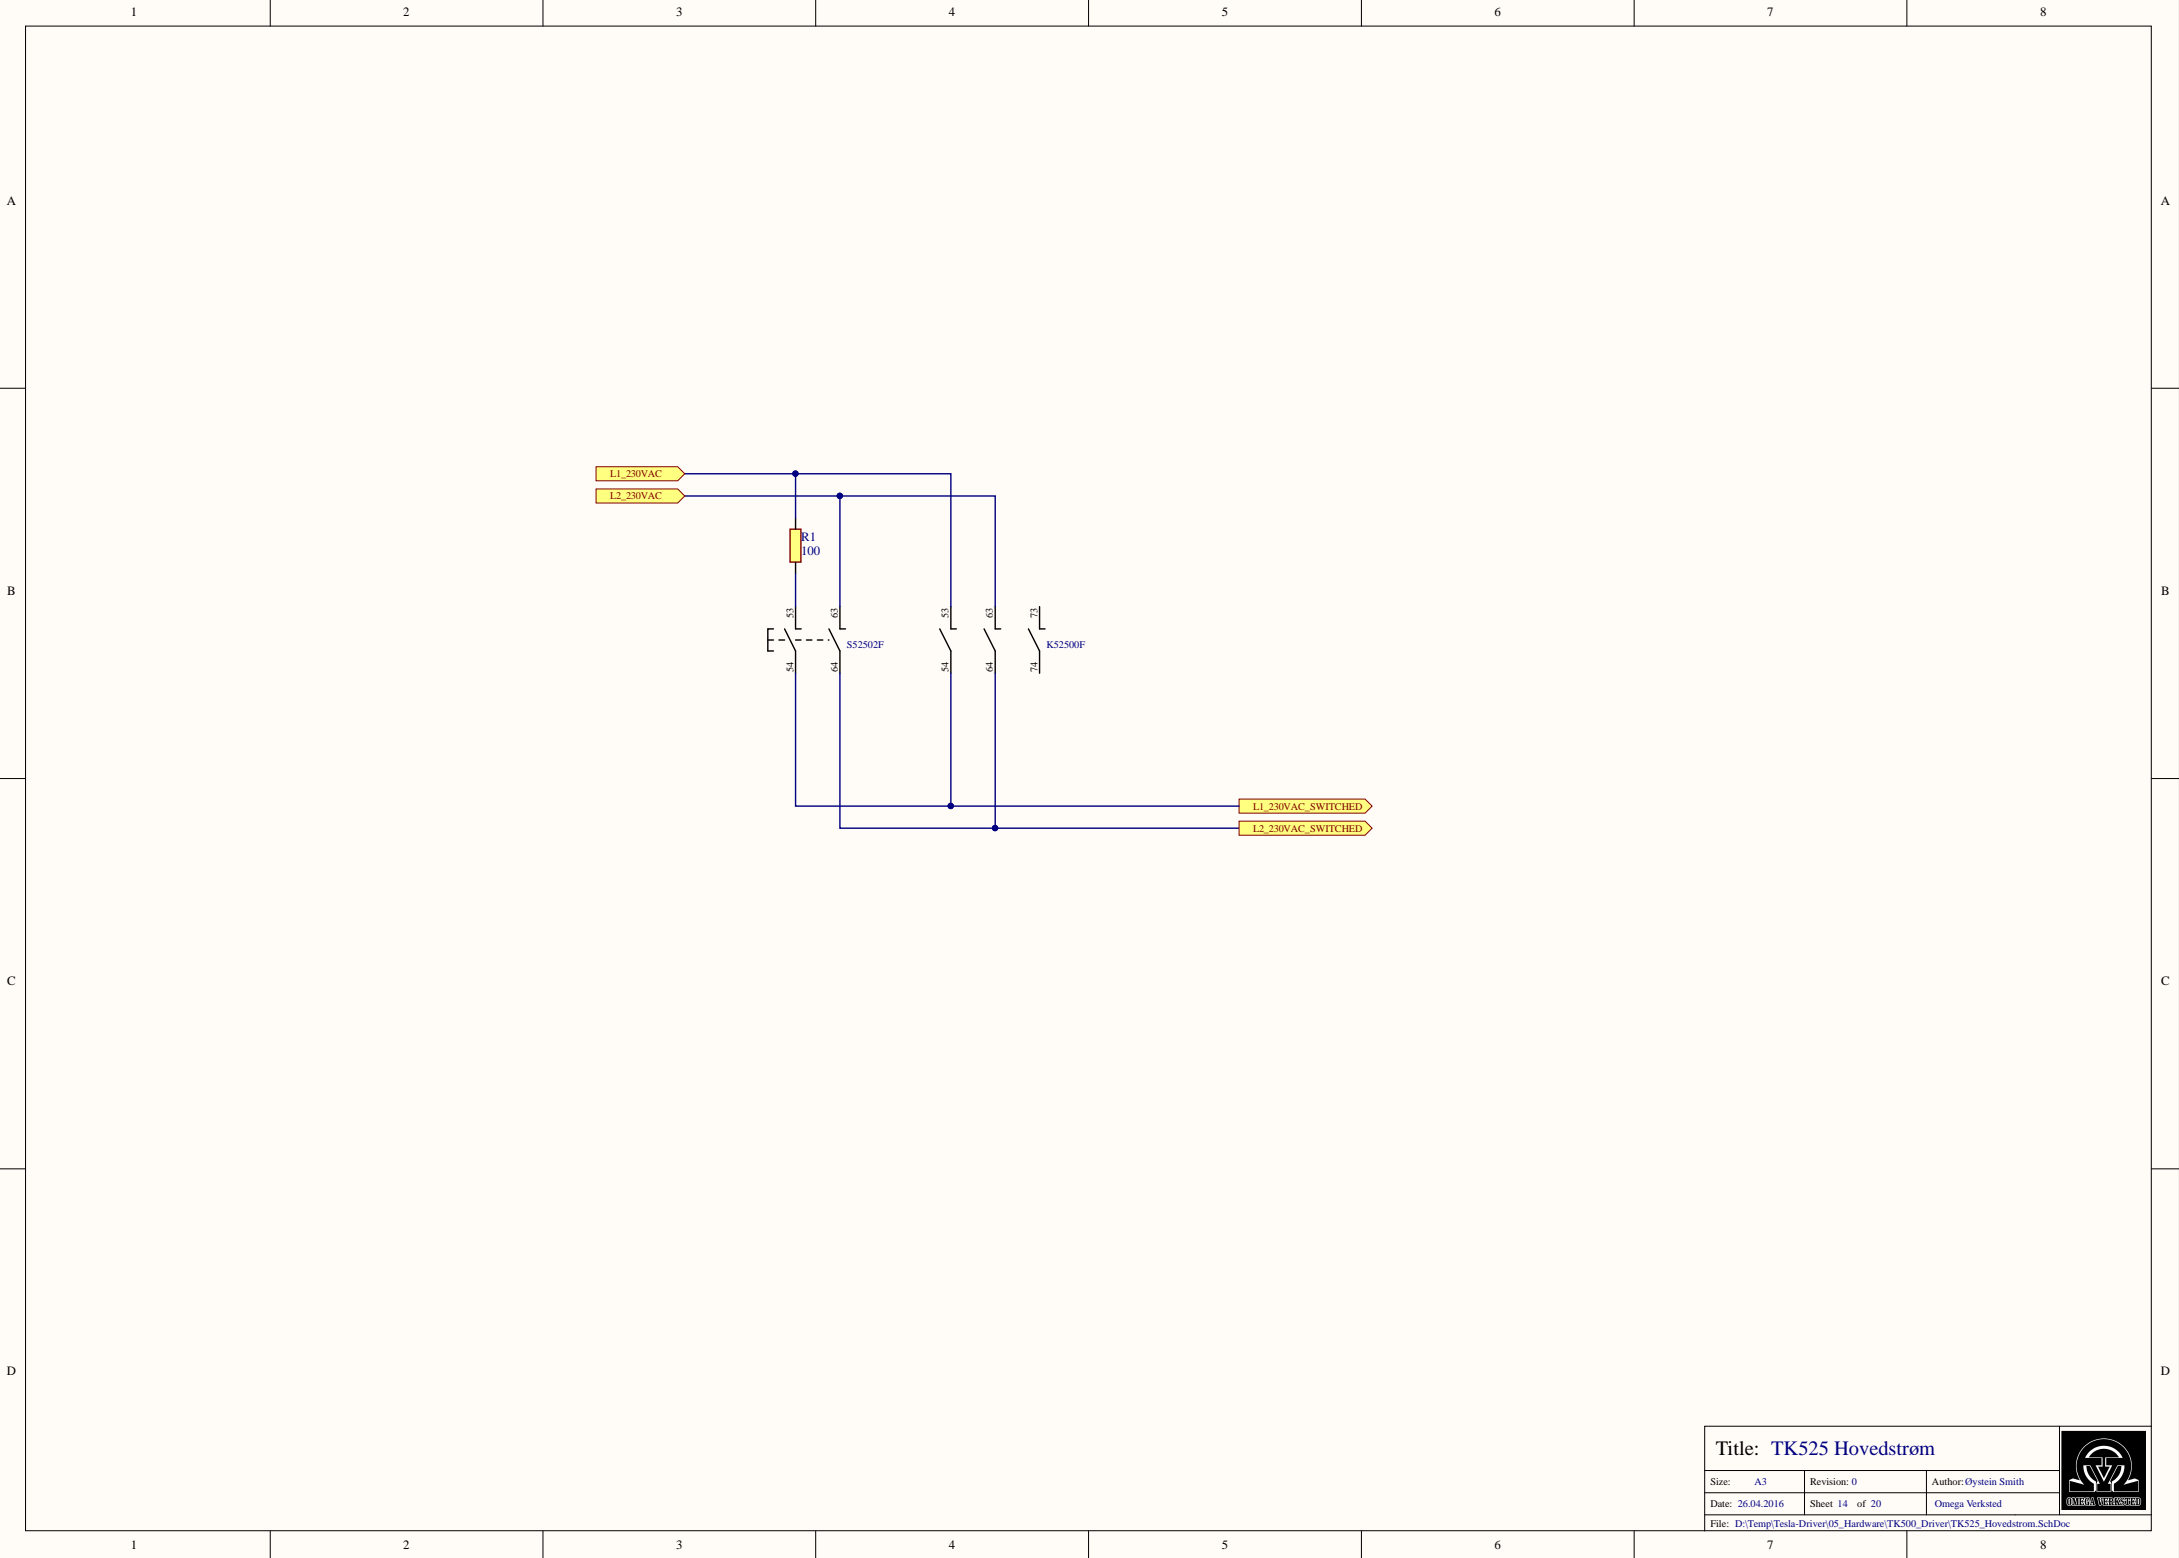 1 2 3 4 5 6 7 8
A A
L1_230VAC
L2_230VAC
R1
100
B B
53 63 53 63 73
S52502F K52500F
54 64 54 64 74
L1_230VAC_SWITCHED
L2_230VAC_SWITCHED
C C
D D
Title: TK525 Hovedstrøm
Size: A3 Revision: 0 Author: Øystein Smith
Date: 26.04.2016 Sheet 14 of 20 Omega Verksted
OMEGA VERKSTED
File: D:\Temp\Tesla-Driver\05_Hardware\TK500_Driver\TK525_Hovedstrom.SchDoc
1 2 3 4 5 6 7 8